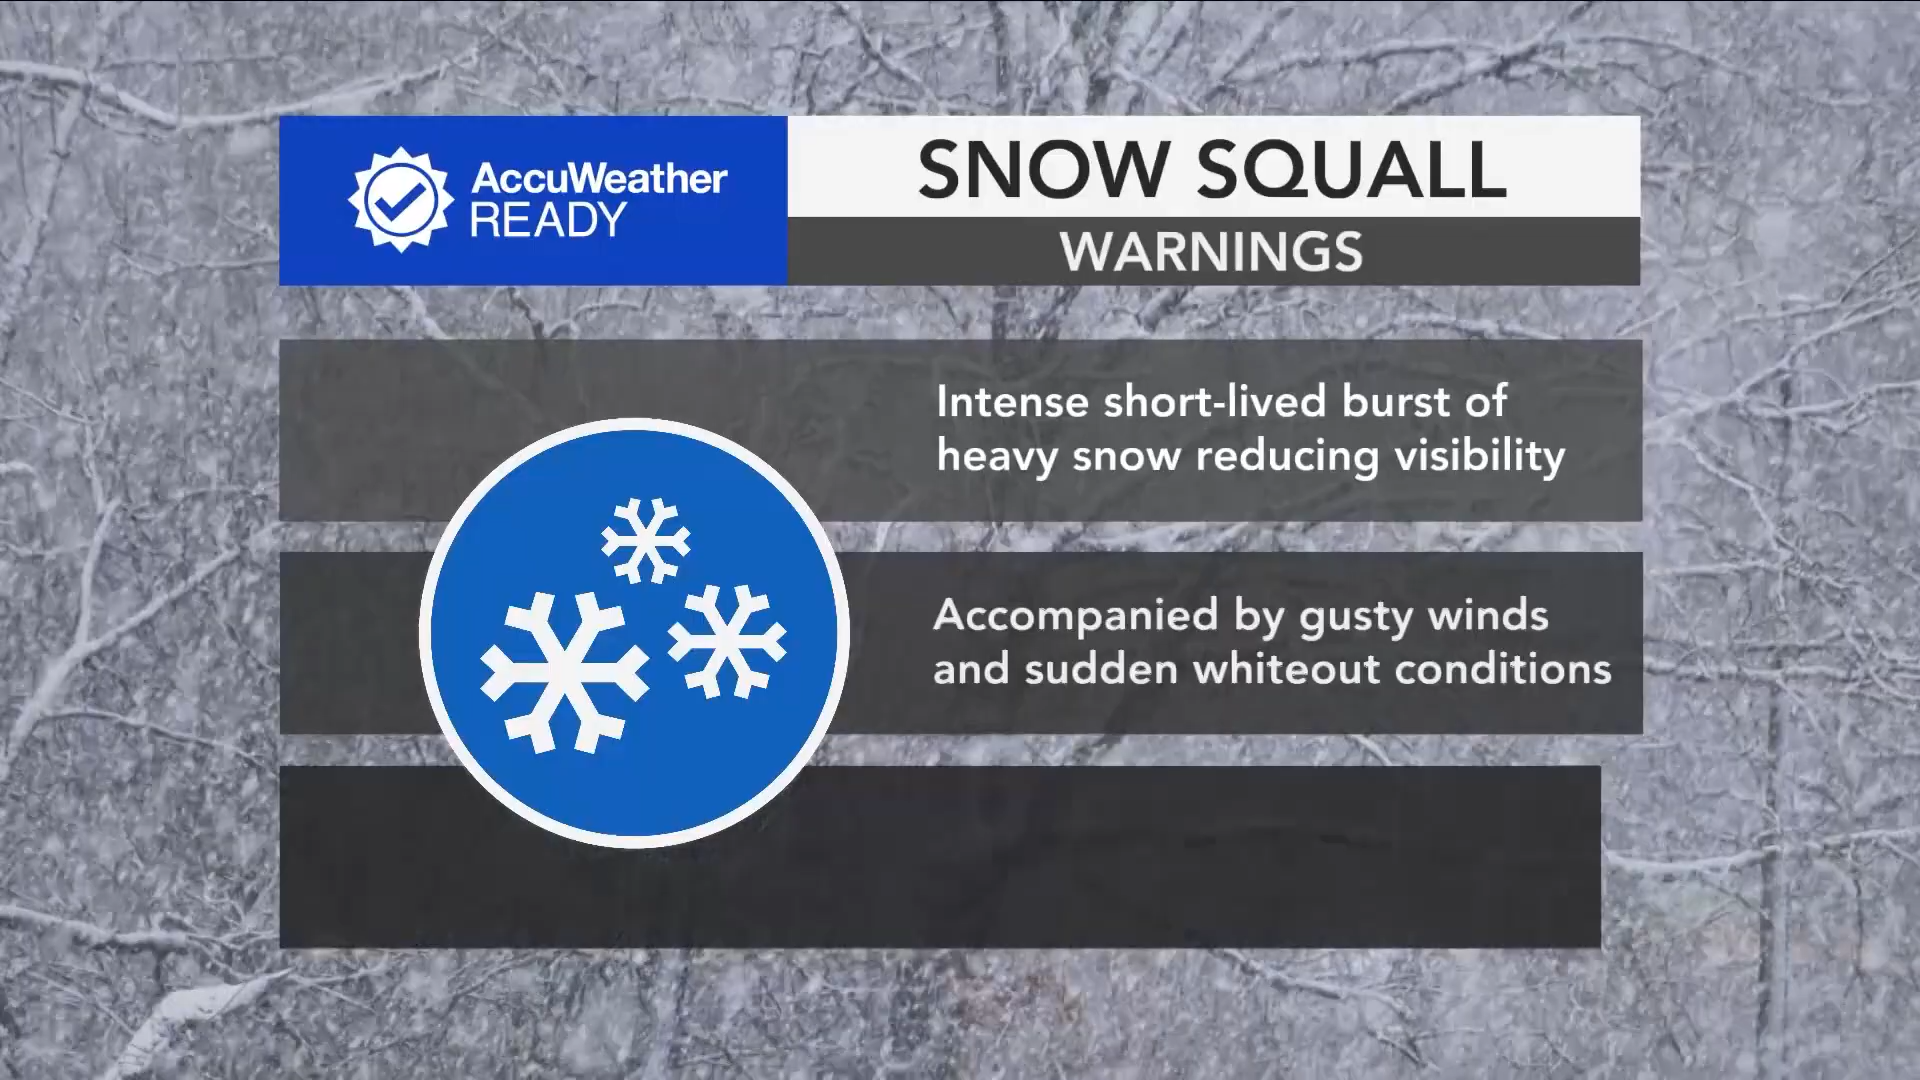 AccuWeather
READY
SNOW SQUALL
WARNINGS
Intense short-lived burst of
heavy snow reducing visibility
Accompanied by gusty winds
and sudden whiteout conditions